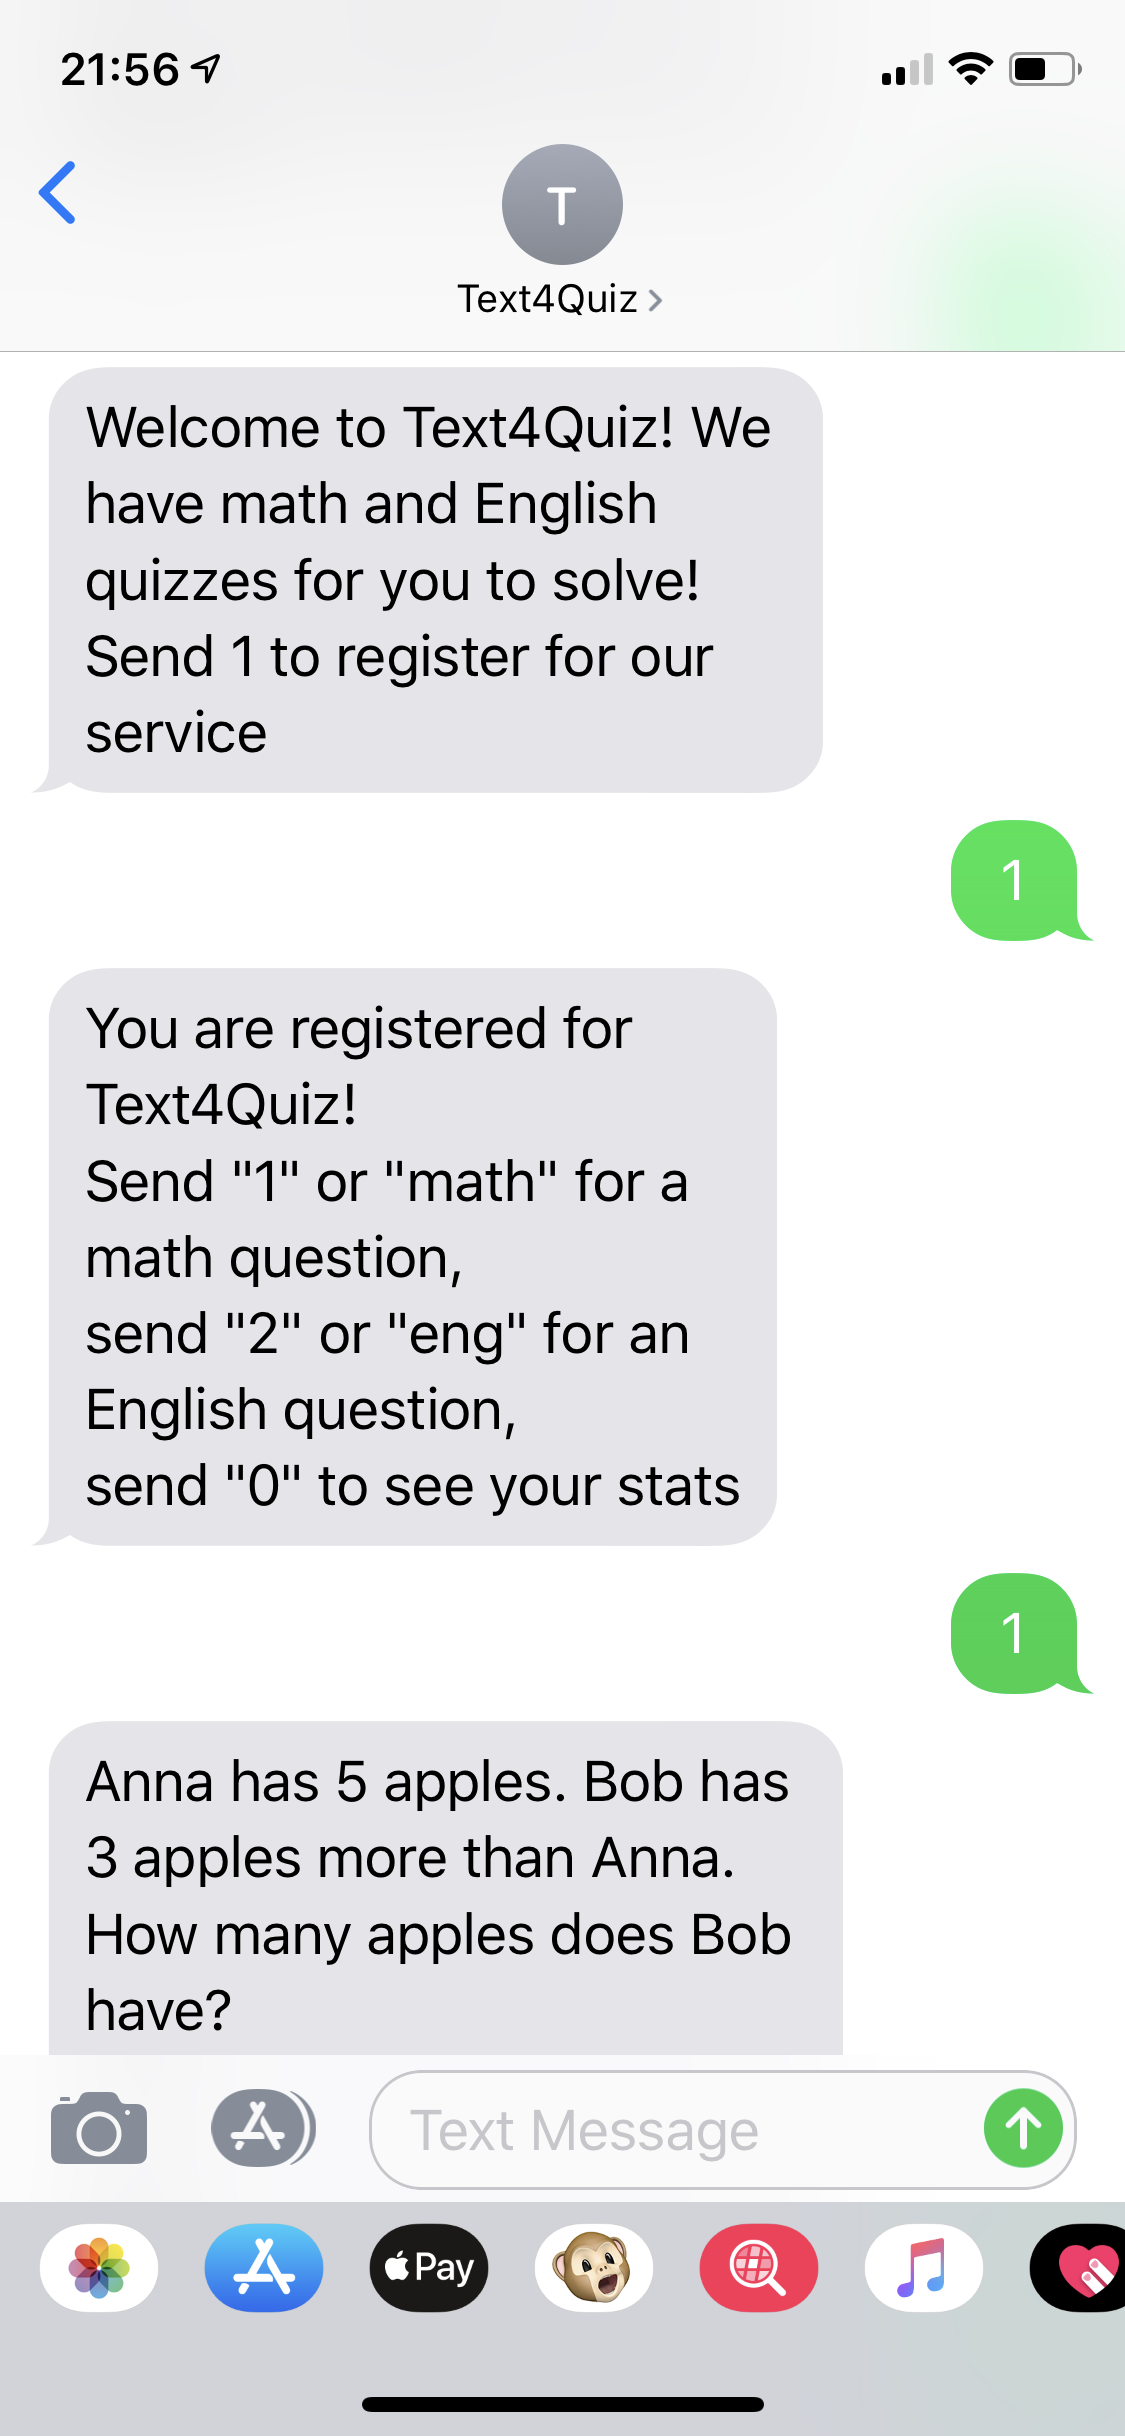 21:56
T
Text4Quiz
Welcome to Text4Quiz! We
have math and English
quizzes for you to solve!
Send 1 to register for our
service
1
You are registered for
Text4Quiz!
Send "1" or "math" for a
math question,
send "2" or "eng" for an
English question,
send "0" to see your stats
1
Anna has 5 apples. Bob has
3 apples more than Anna.
How many apples does Bob
have?
Text Message
Pay